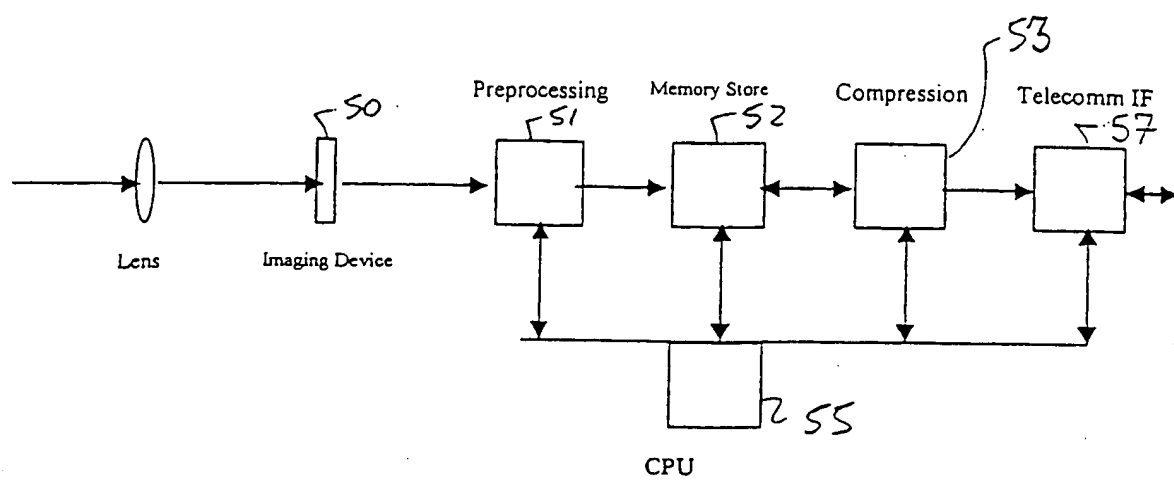 53
Preprocessing
Memory Store
Compression
Telecomm IF
50
51
52
57
Lens
Imaging Device
55
CPU